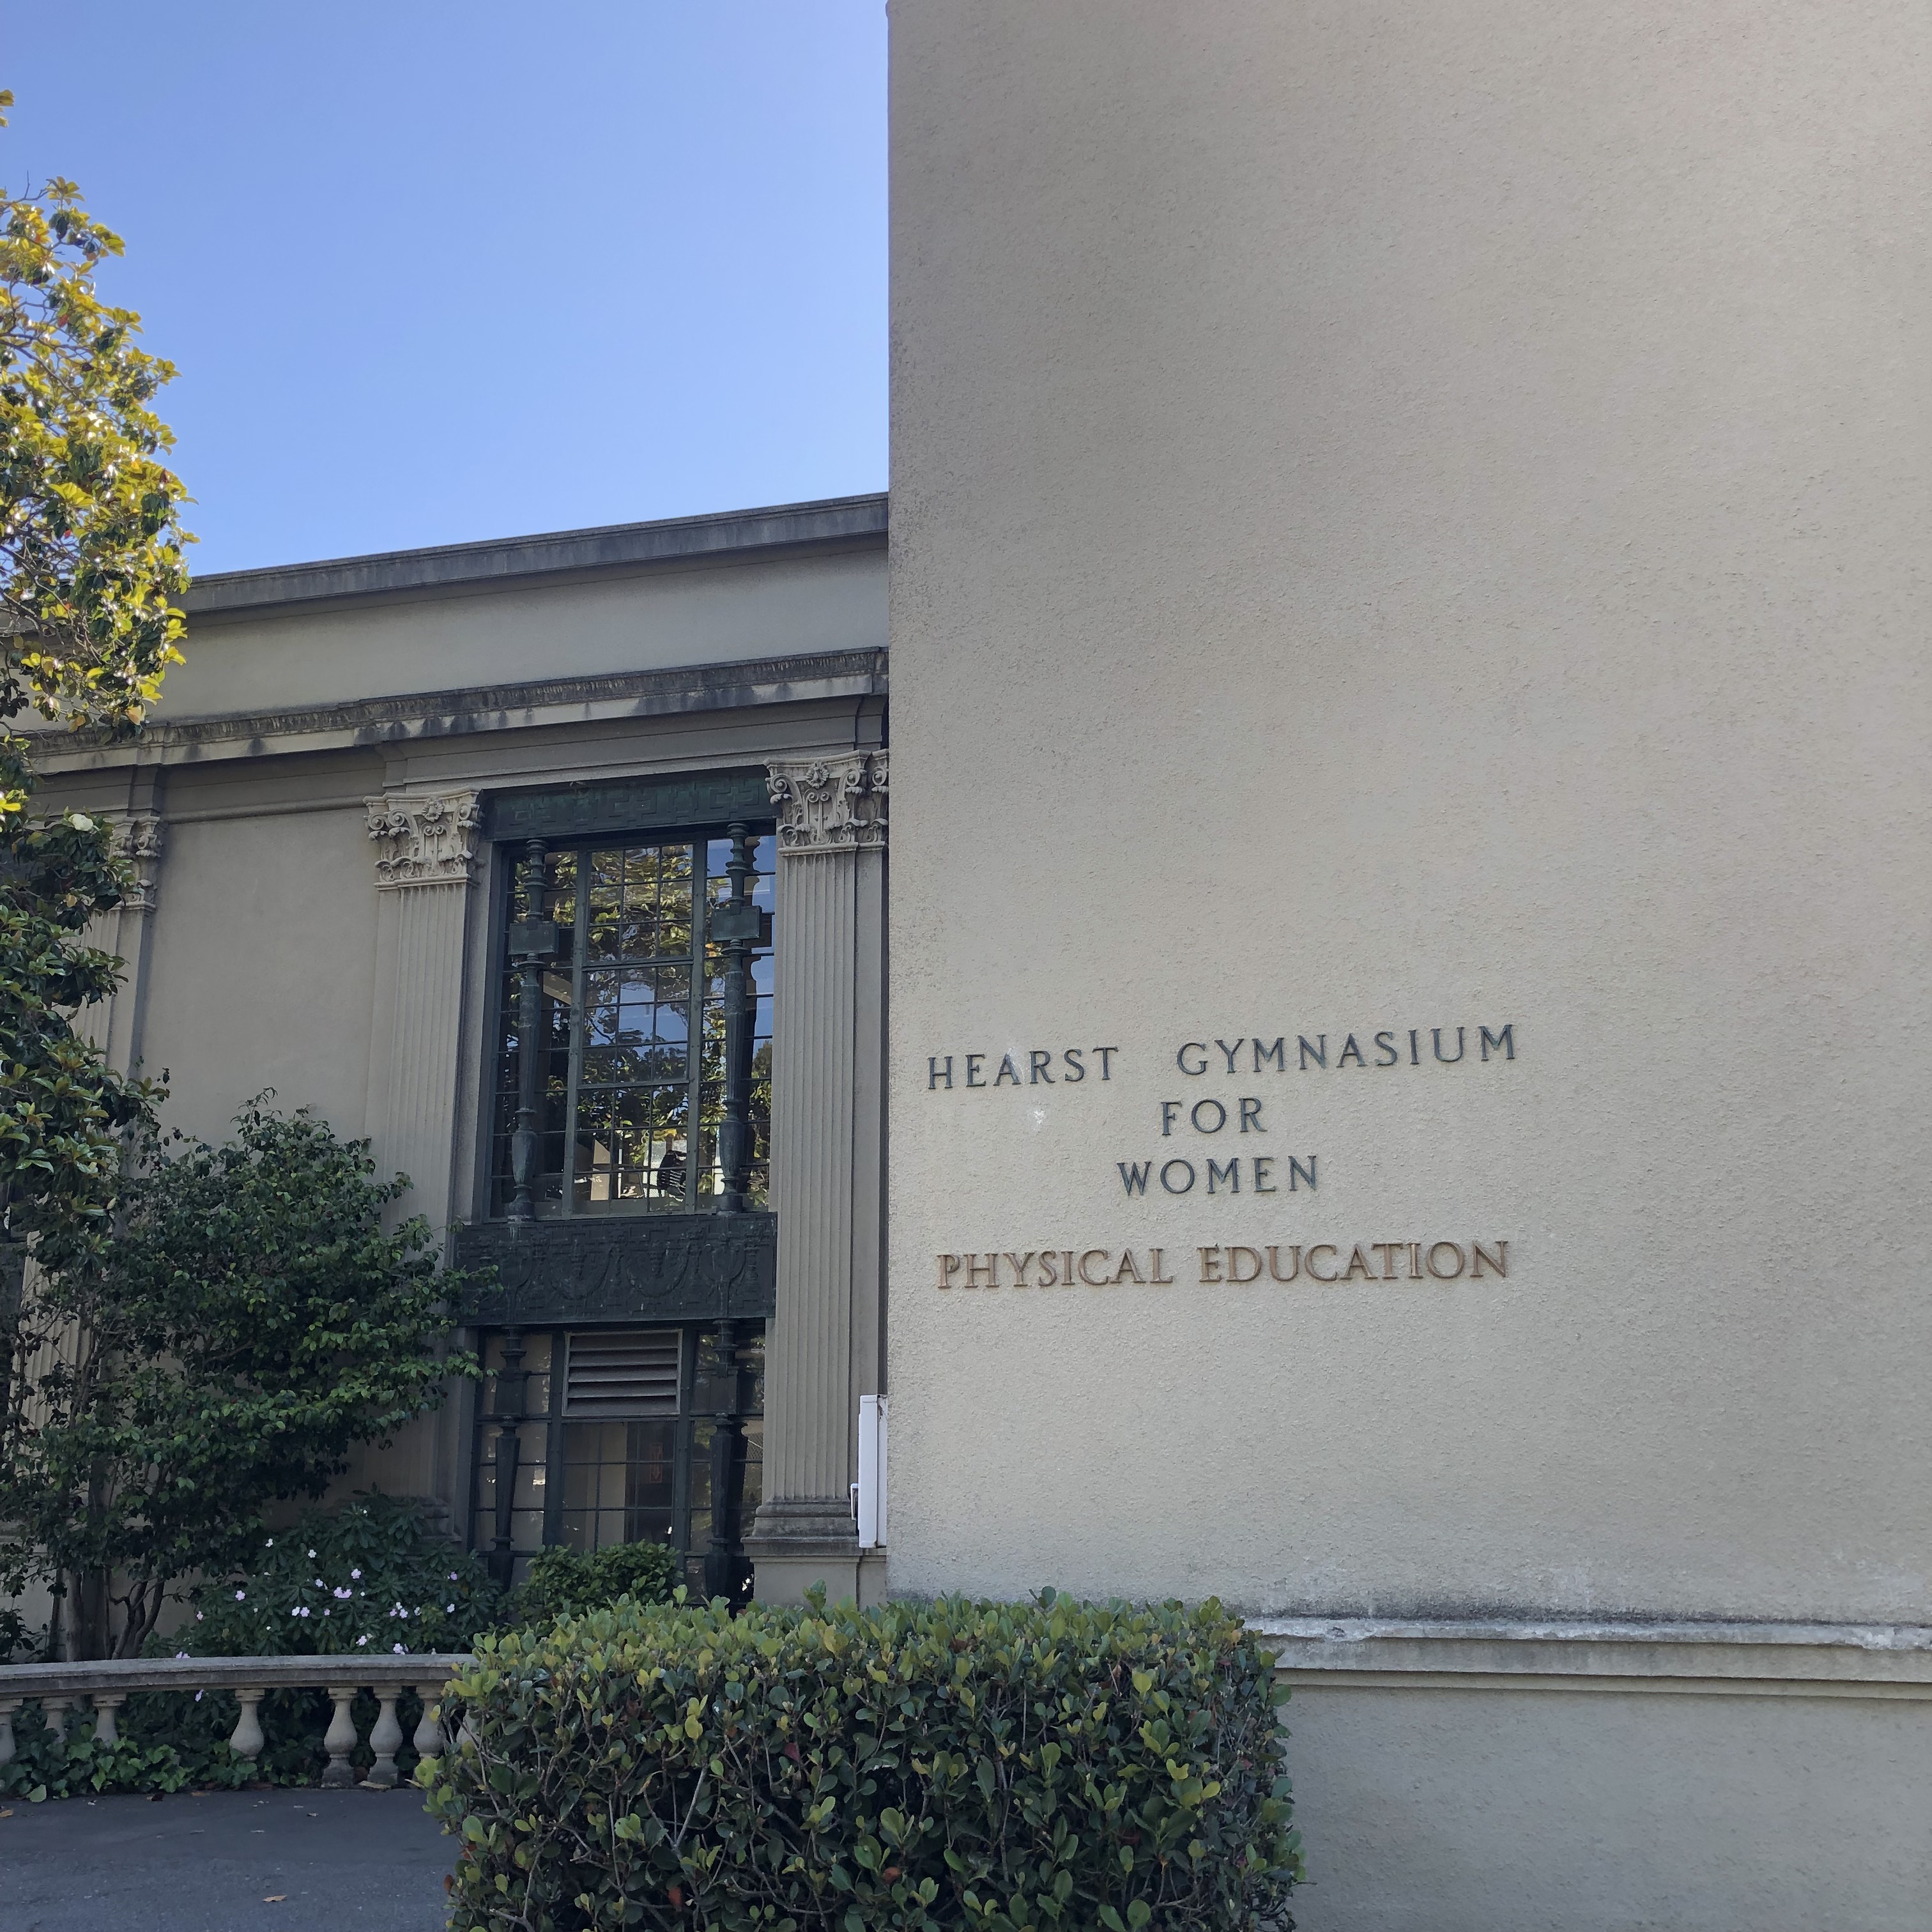 HEARST GYMNASIUM
FOR
WOMEN
PHYSICAL EDUCATION